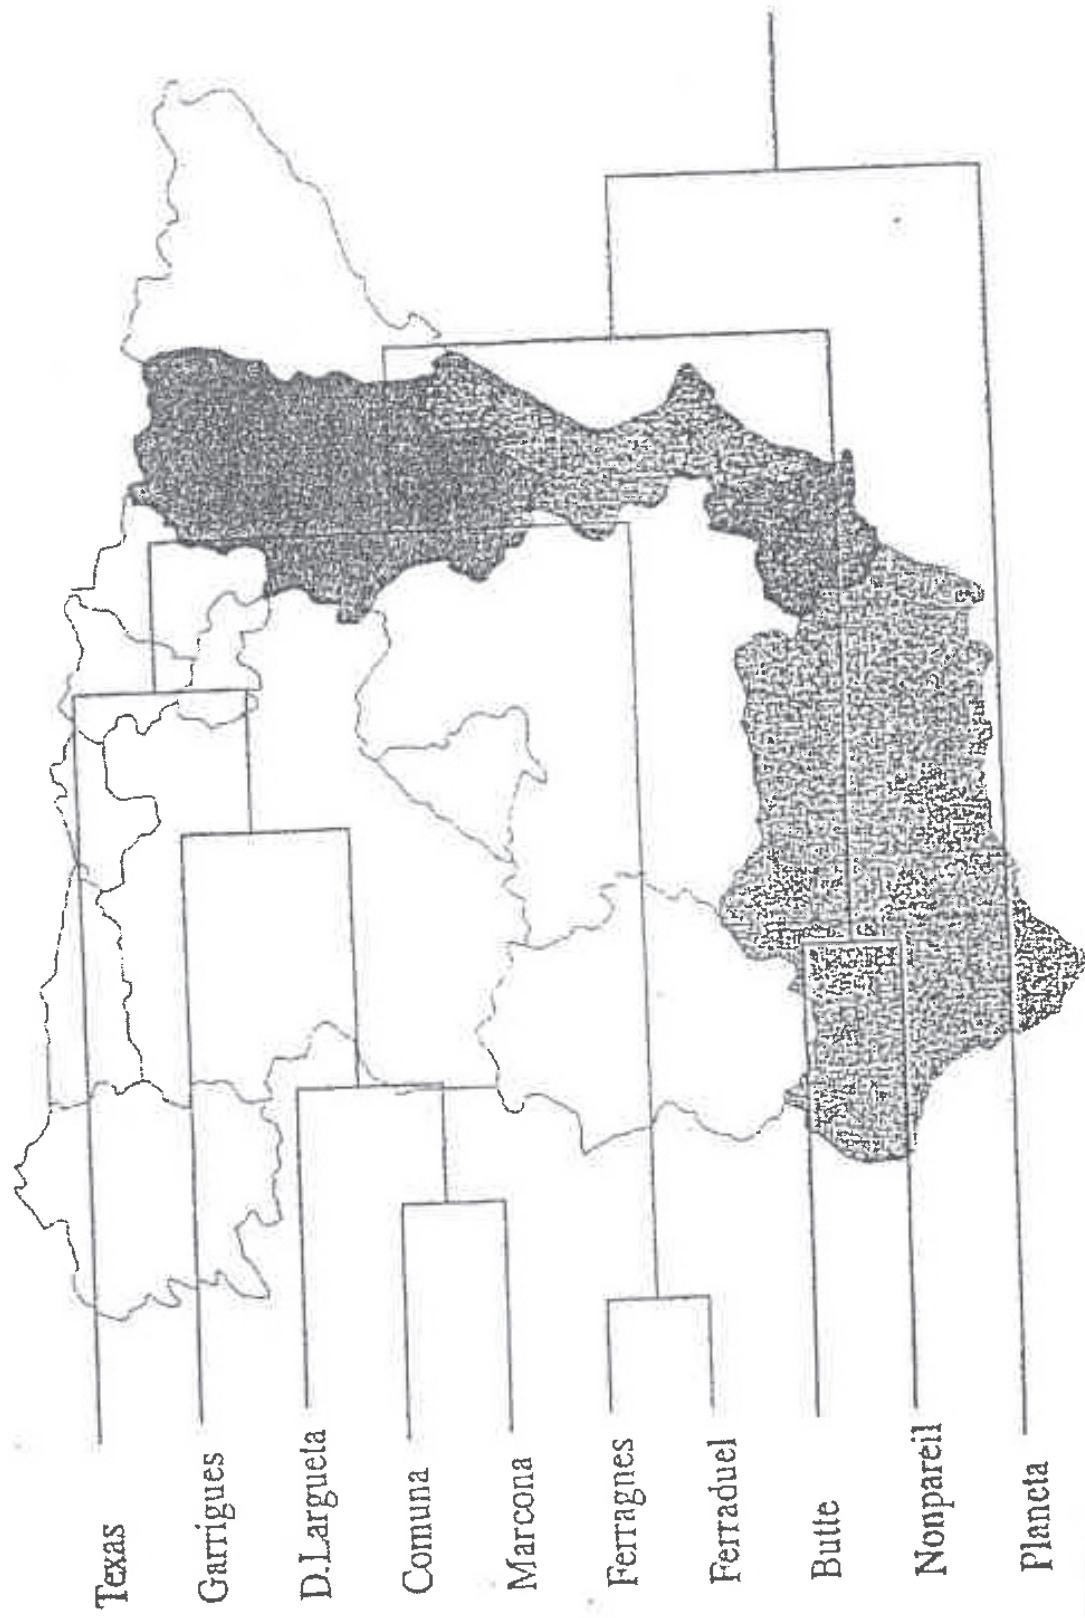 Texas
Garrigues
D.Largueta
Comuna
Marcona
Ferragnes
Ferraduel
Butte
Nonpareil
Planeta